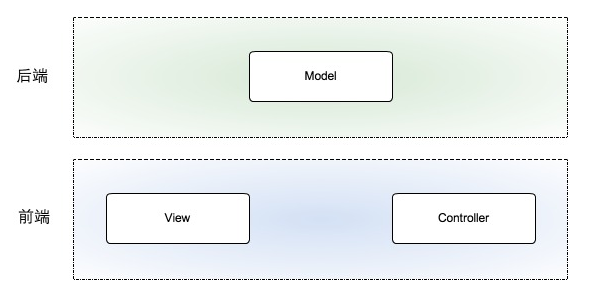 后端
Model
前端
View
Controller